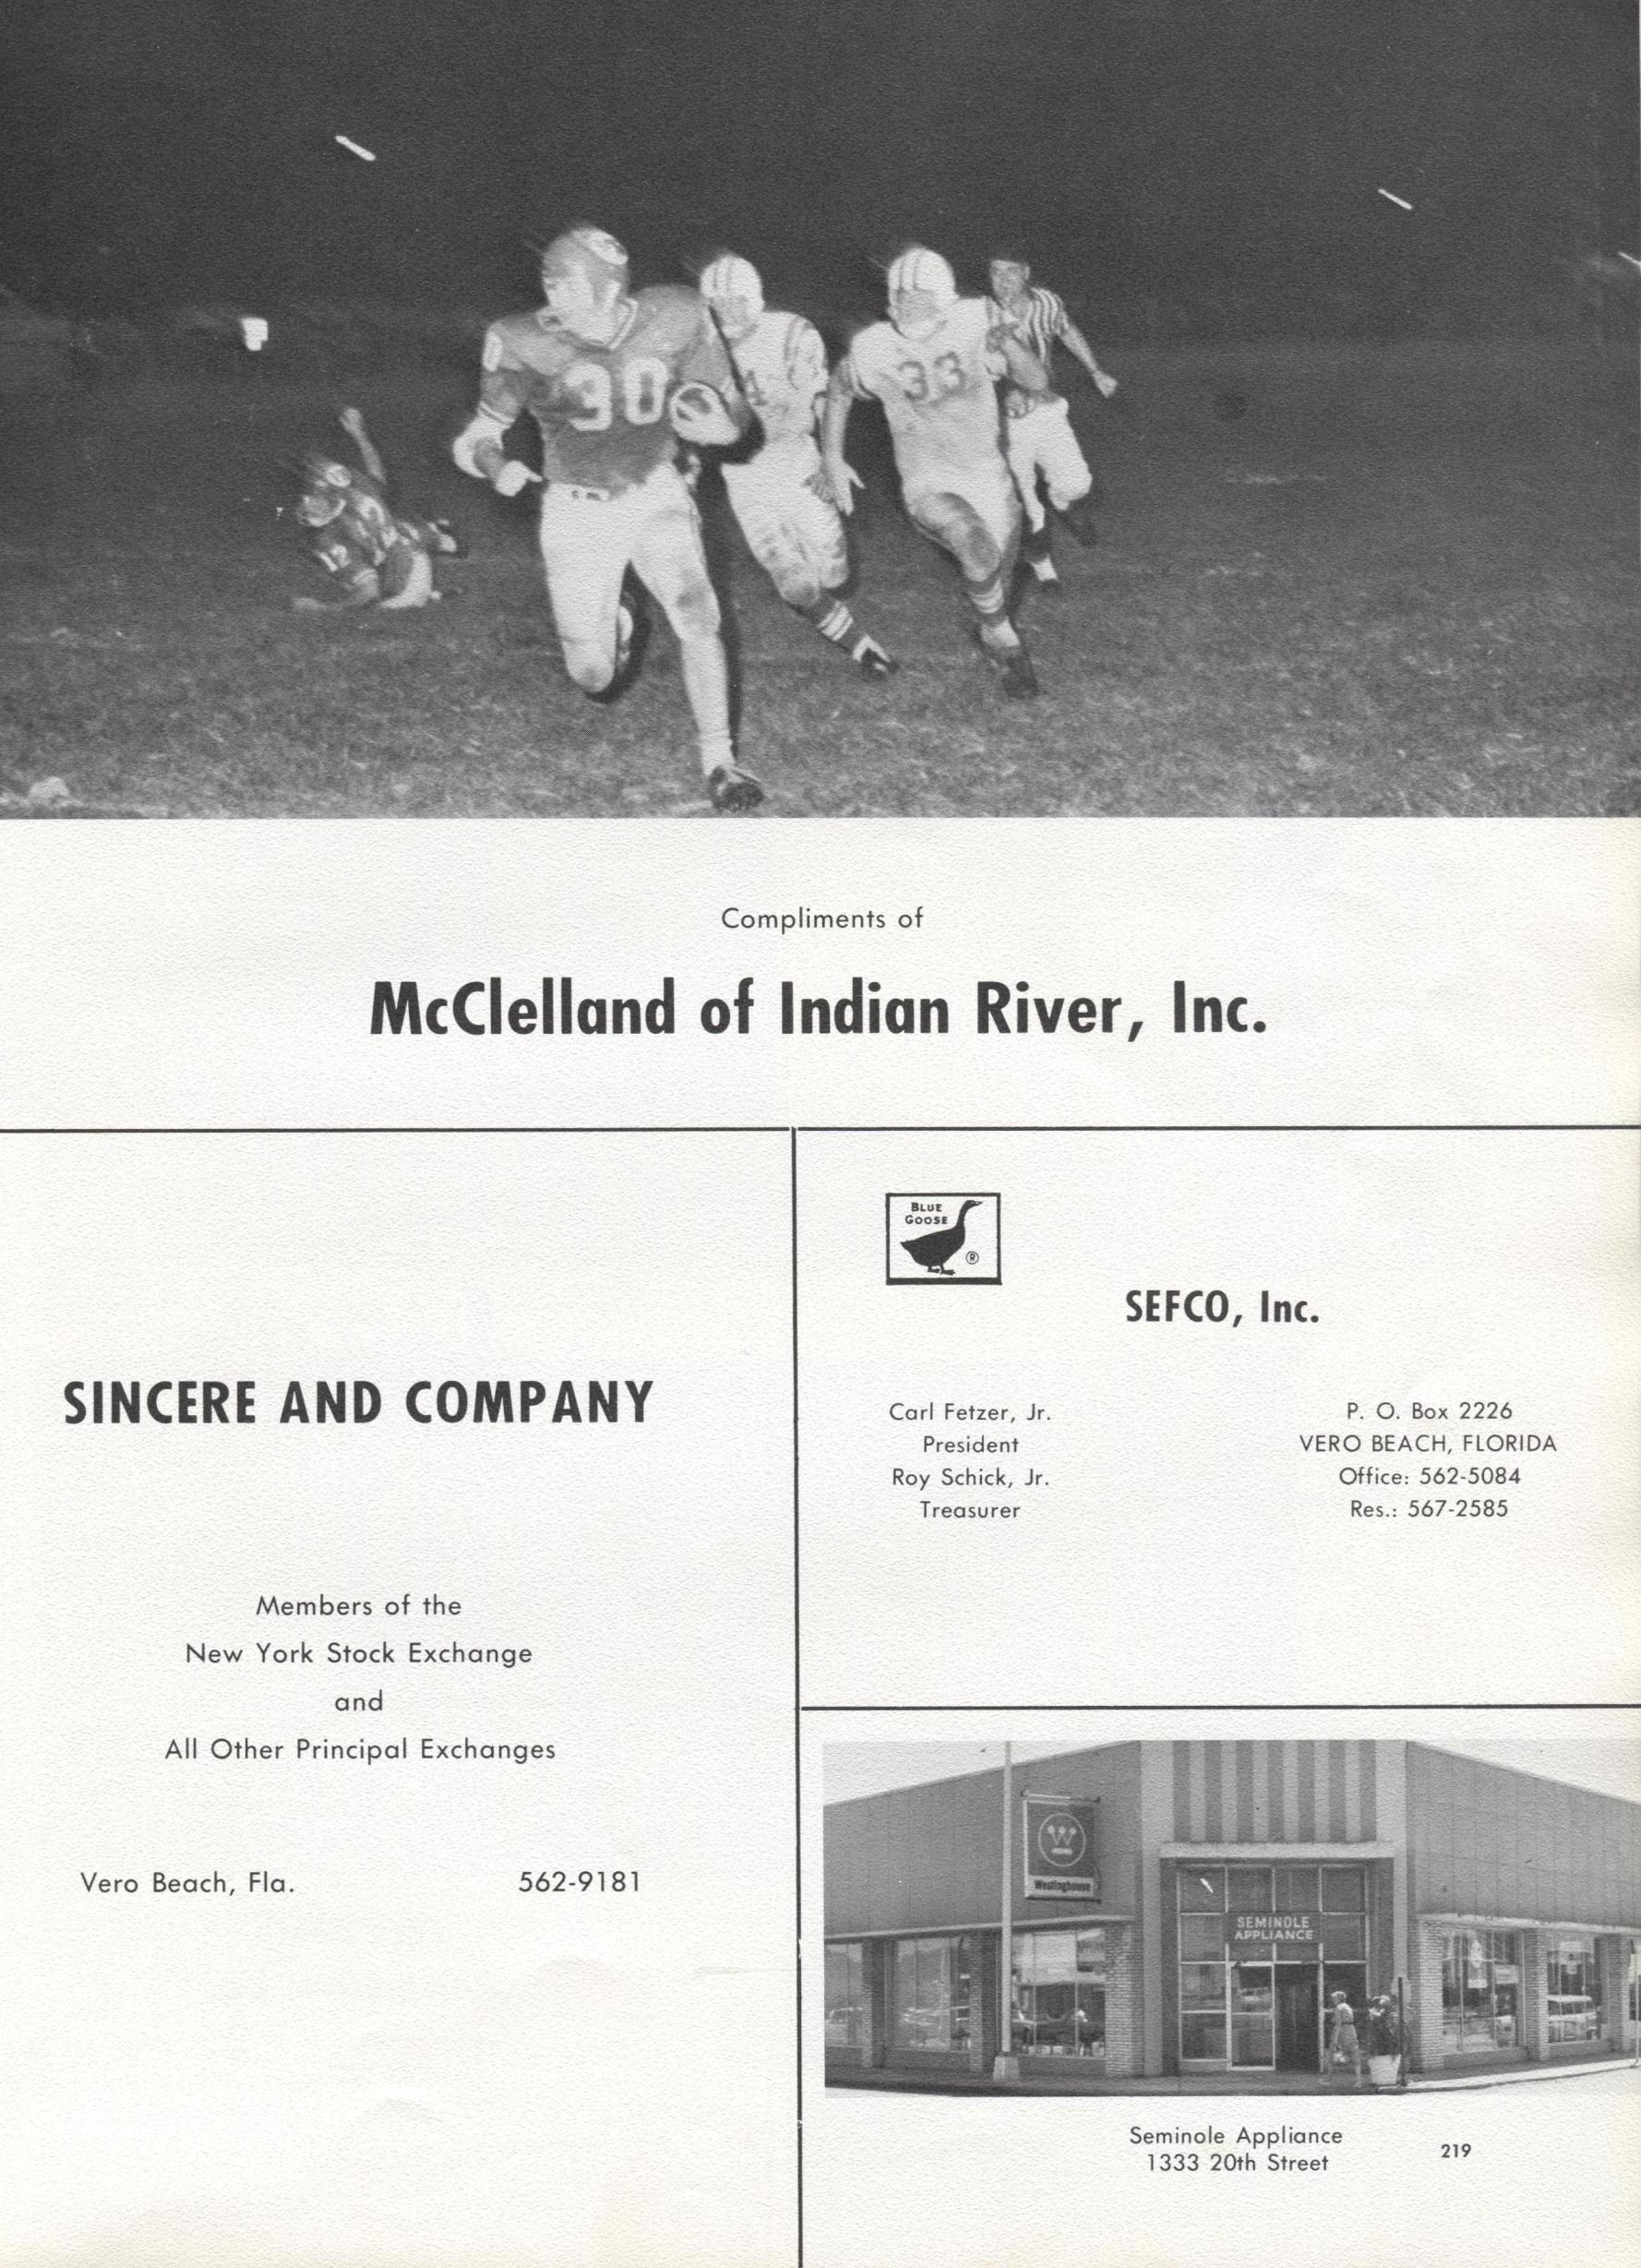 30
33
12
Compliments of
McClelland of Indian River, Inc.
SINCERE AND COMPANY
Members of the
New York Stock Exchange
and
All Other Principal Exchanges
Vero Beach, Fla. 562-9181
BLUE
GOOSE
®
SEFCO, Inc.
Carl Fetzer, Jr.
President
Roy Schick, Jr.
Treasurer
P. O. Box 2226
VERO BEACH, FLORIDA
Office: 562-5084
Res.: 567-2585
W
Westinghouse
SEMINOLE
APPLIANCE
Seminole Appliance
1333 20th Street
219